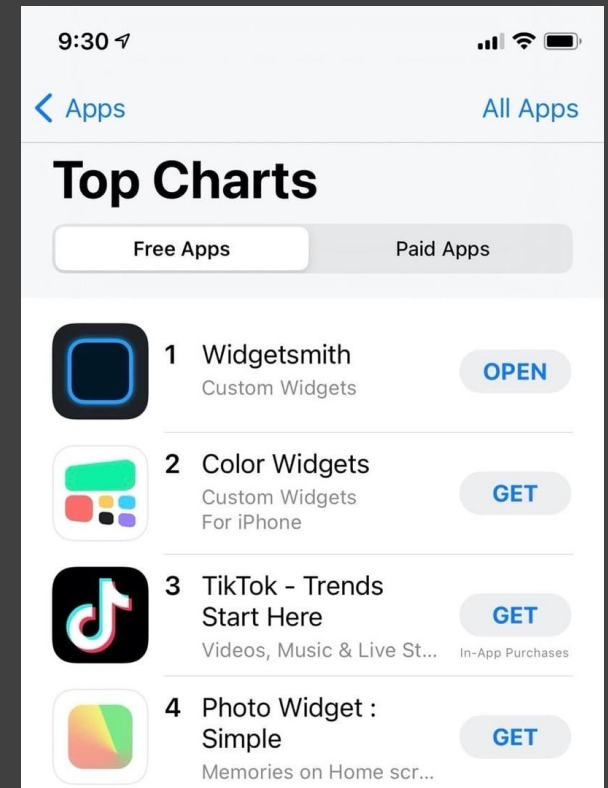 9:30
Apps
All Apps
Top Charts
Free Apps
Paid Apps
1
Widgetsmith
Custom Widgets
OPEN
2
Color Widgets
Custom Widgets
For iPhone
GET
3
TikTok - Trends
Start Here
Videos, Music & Live St...
GET
In-App Purchases
4
Photo Widget :
Simple
Memories on Home scr...
GET